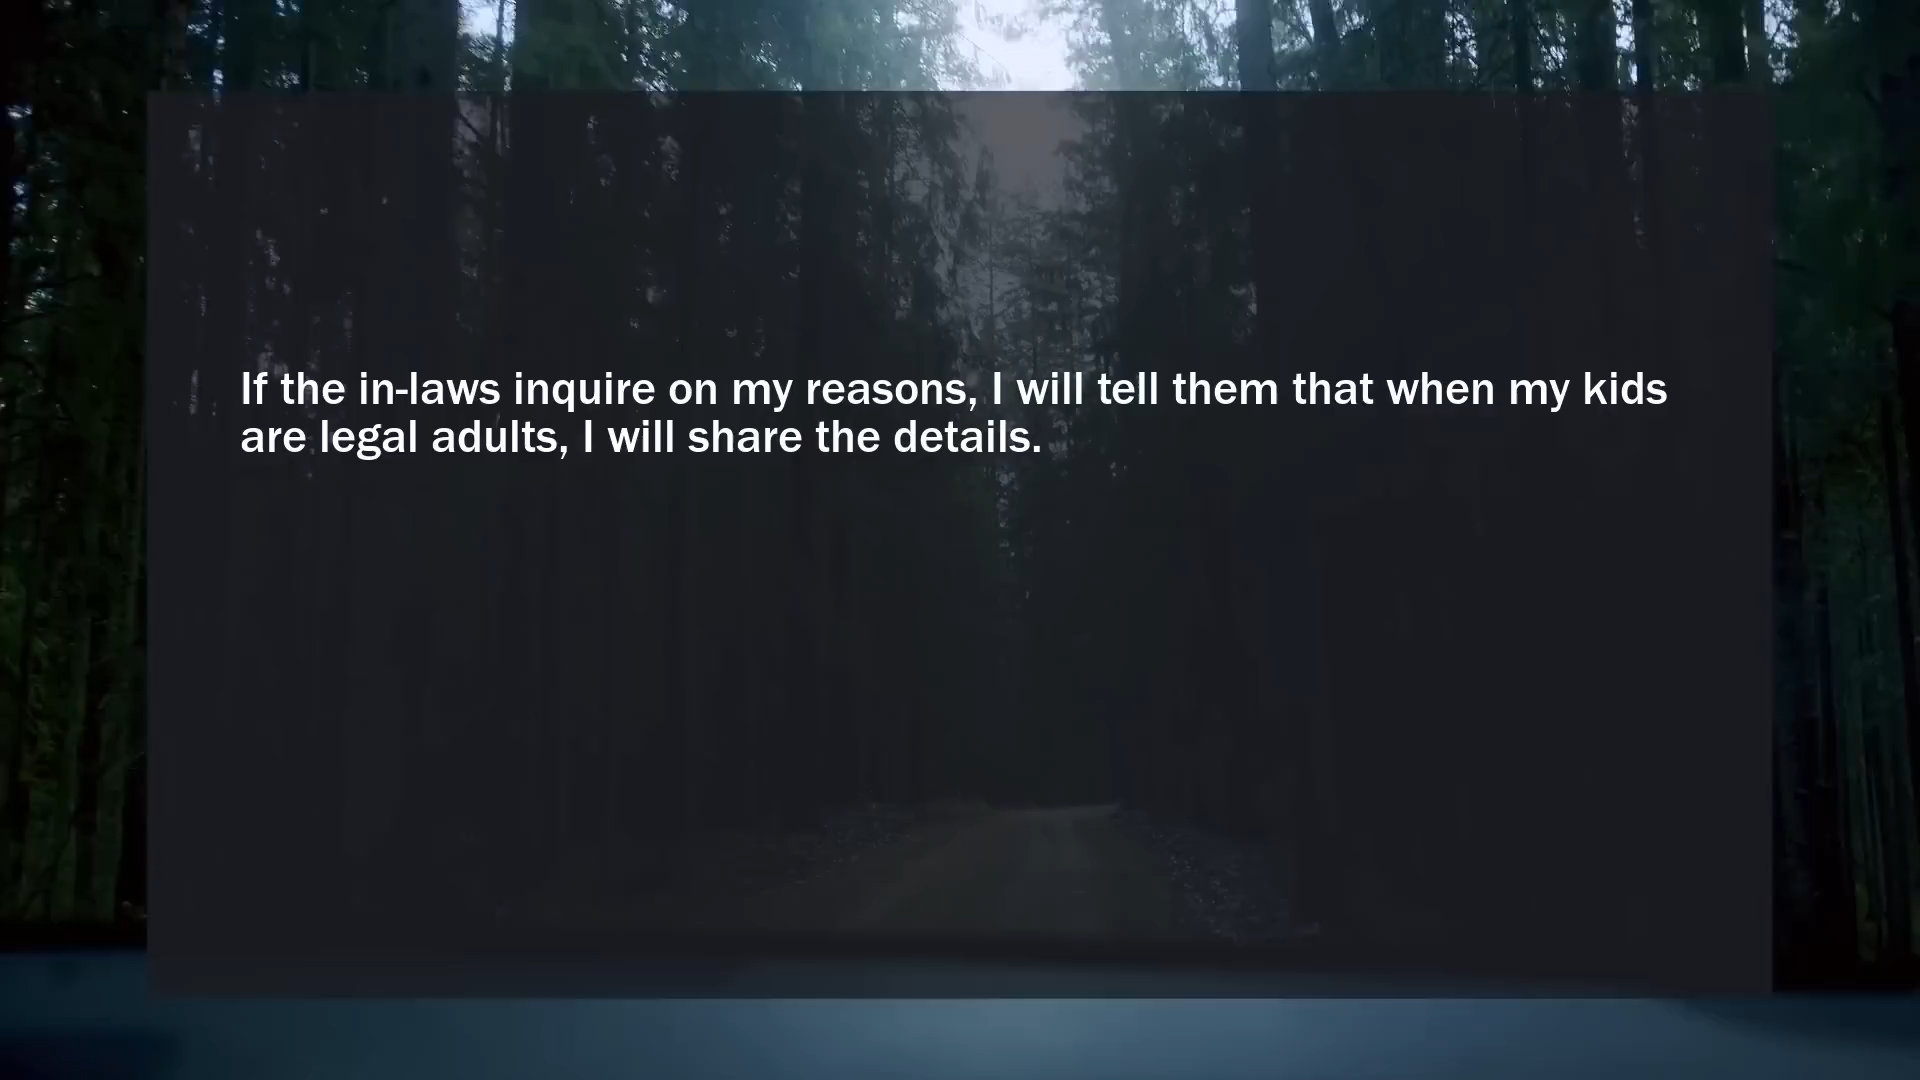 If the in-laws inquire on my reasons, I will tell them that when my kids
are legal adults, I will share the details.